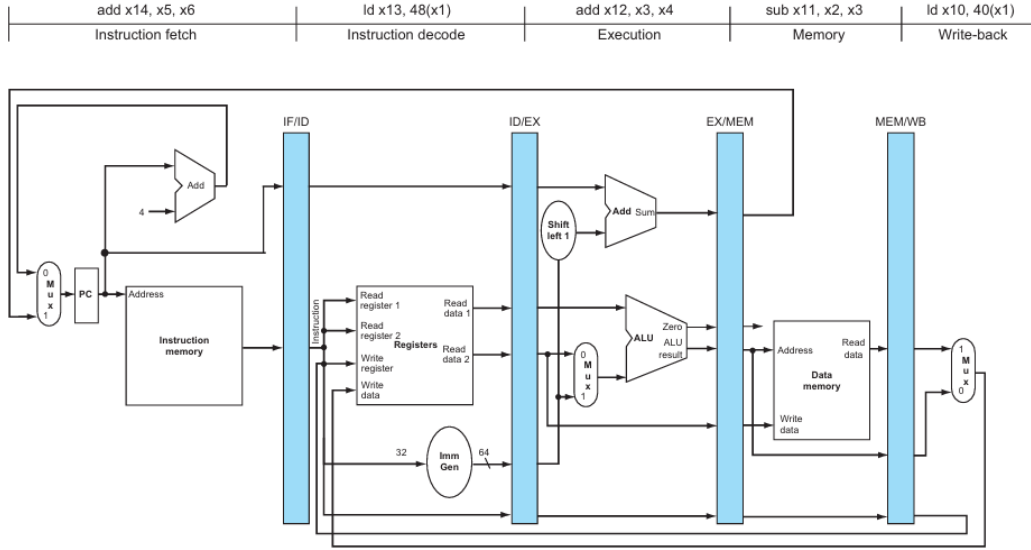 add x14, x5, x6
ld x13, 48(x1)
add x12, x3, x4
sub x11, x2, x3
ld x10, 40(x1)
Instruction fetch
Instruction decode
Execution
Memory
Write-back
IF/ID
ID/EX
EX/MEM
MEM/WB
Add
4
Add Sum
Shift
left 1
0
M
u
x
1
PC
Address
Instruction
memory
Instruction
Read
register 1
Read
register 2
Registers
Write
register
Write
data
Read
data 1
Read
data 2
0
M
u
x
1
Zero
ALU
ALU
result
Address
Read
data
Data
memory
Write
data
1
M
u
x
0
32
Imm
Gen
64